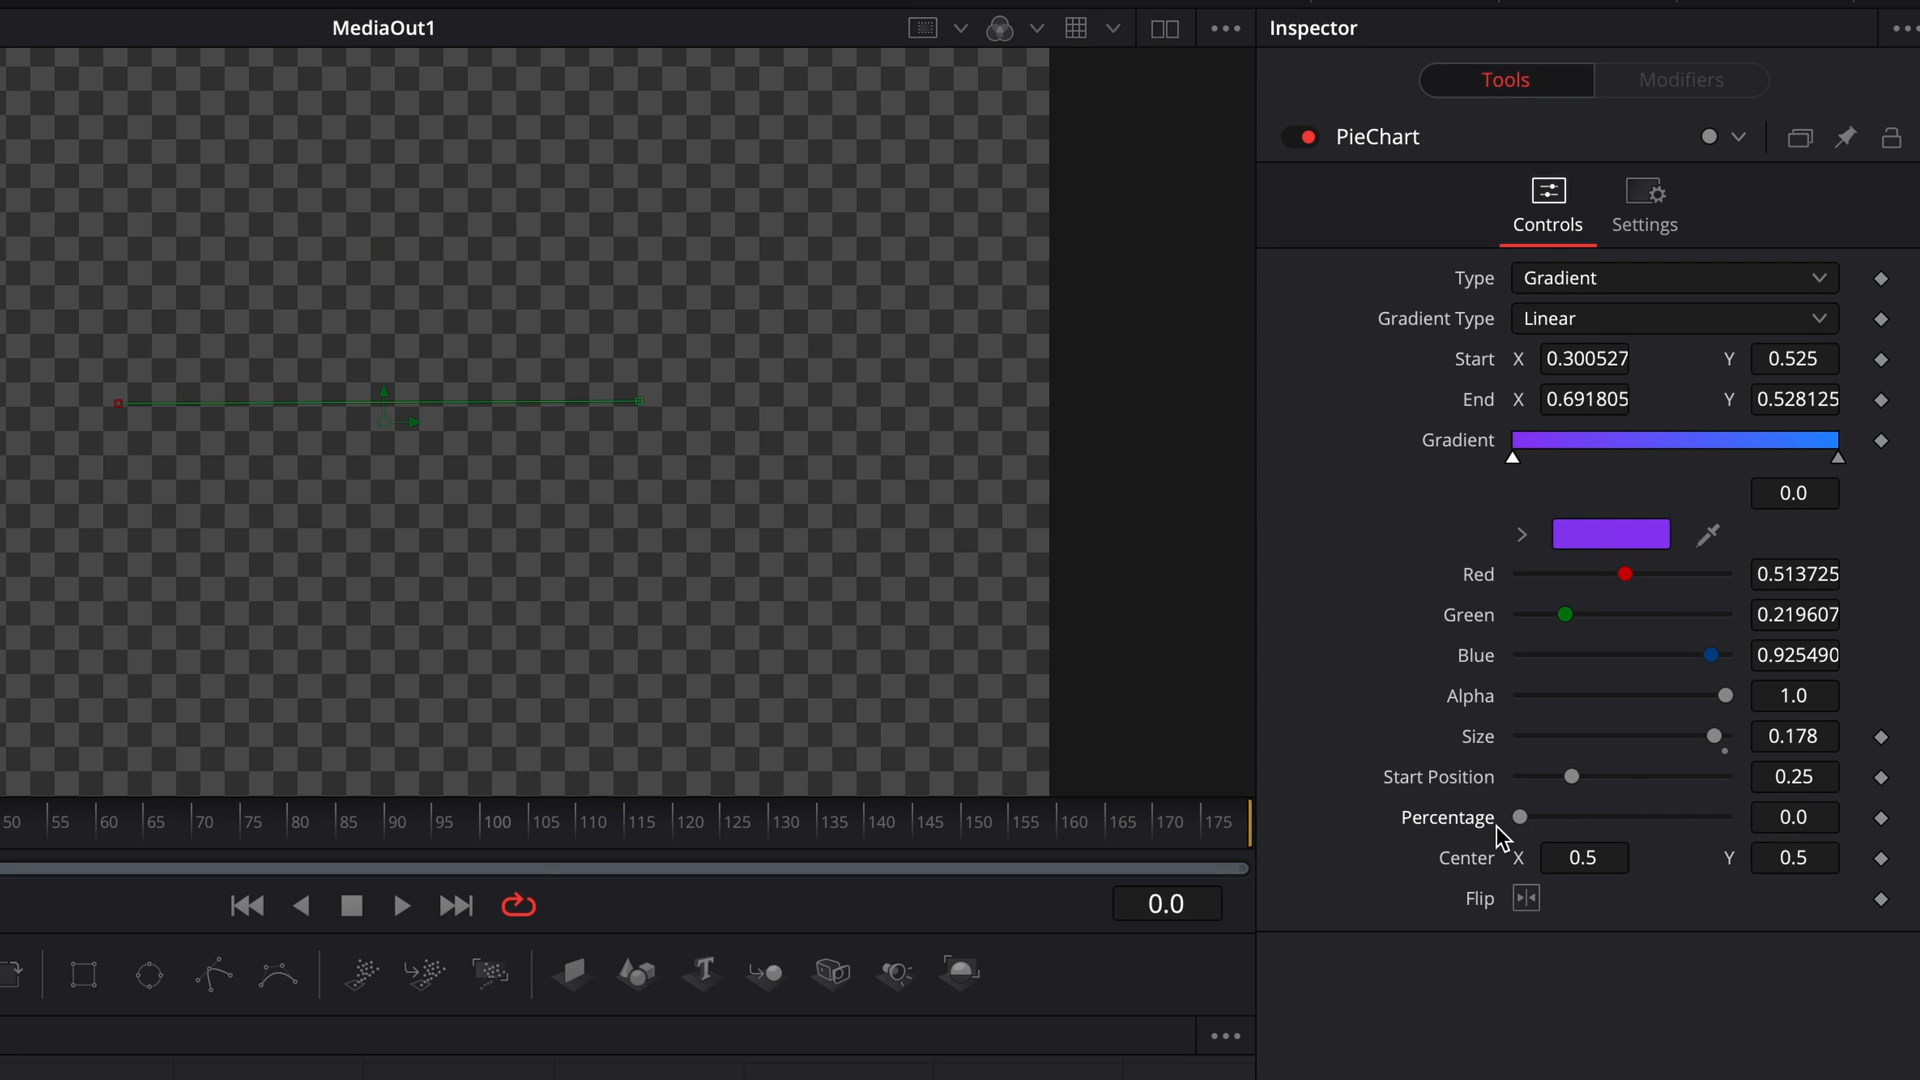 MediaOut1
Inspector
Tools Modifiers
PieChart
Controls Settings
Type Gradient
Gradient Type Linear
Start X 0.300527 Y 0.525
End X 0.691805 Y 0.528125
Gradient
0.0
Red 0.513725
Green 0.219607
Blue 0.925490
Alpha 1.0
Size 0.178
Start Position 0.25
Percentage 0.0
Center X 0.5 Y 0.5
Flip
50 55 60 65 70 75 80 85 90 95 100 105 110 115 120 125 130 135 140 145 150 155 160 165 170 175
0.0